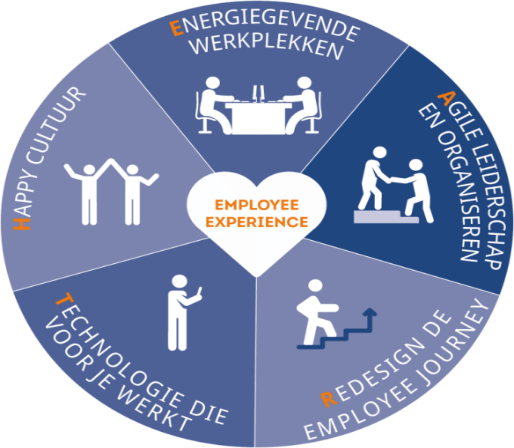 HAPPY CULTUUR
ENERGIEGEVENDE
WERKPLEKKEN
AGILE LEIDERSCHAP
EN ORGANISEREN
REDESIGN DE
EMPLOYEE JOURNEY
TECHNOLOGIE DIE
VOOR JE WERKT
EMPLOYEE
EXPERIENCE